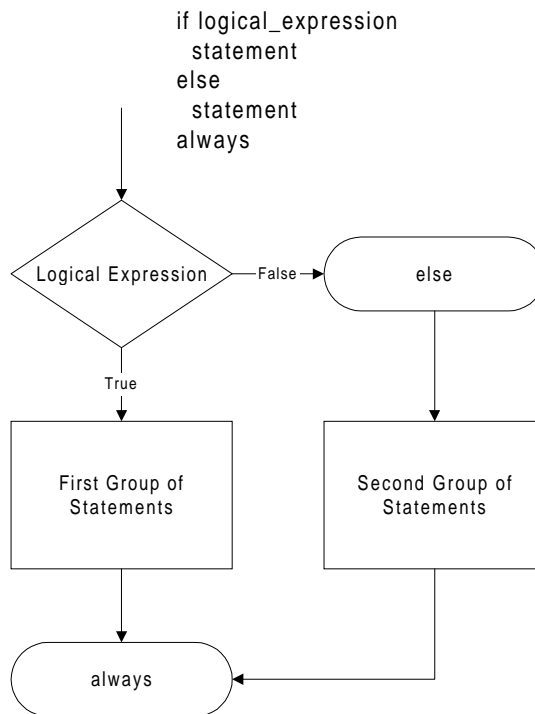 if logical_expression
  statement
else
  statement
always
Logical Expression
False
else
True
First Group of
Statements
Second Group of
Statements
always